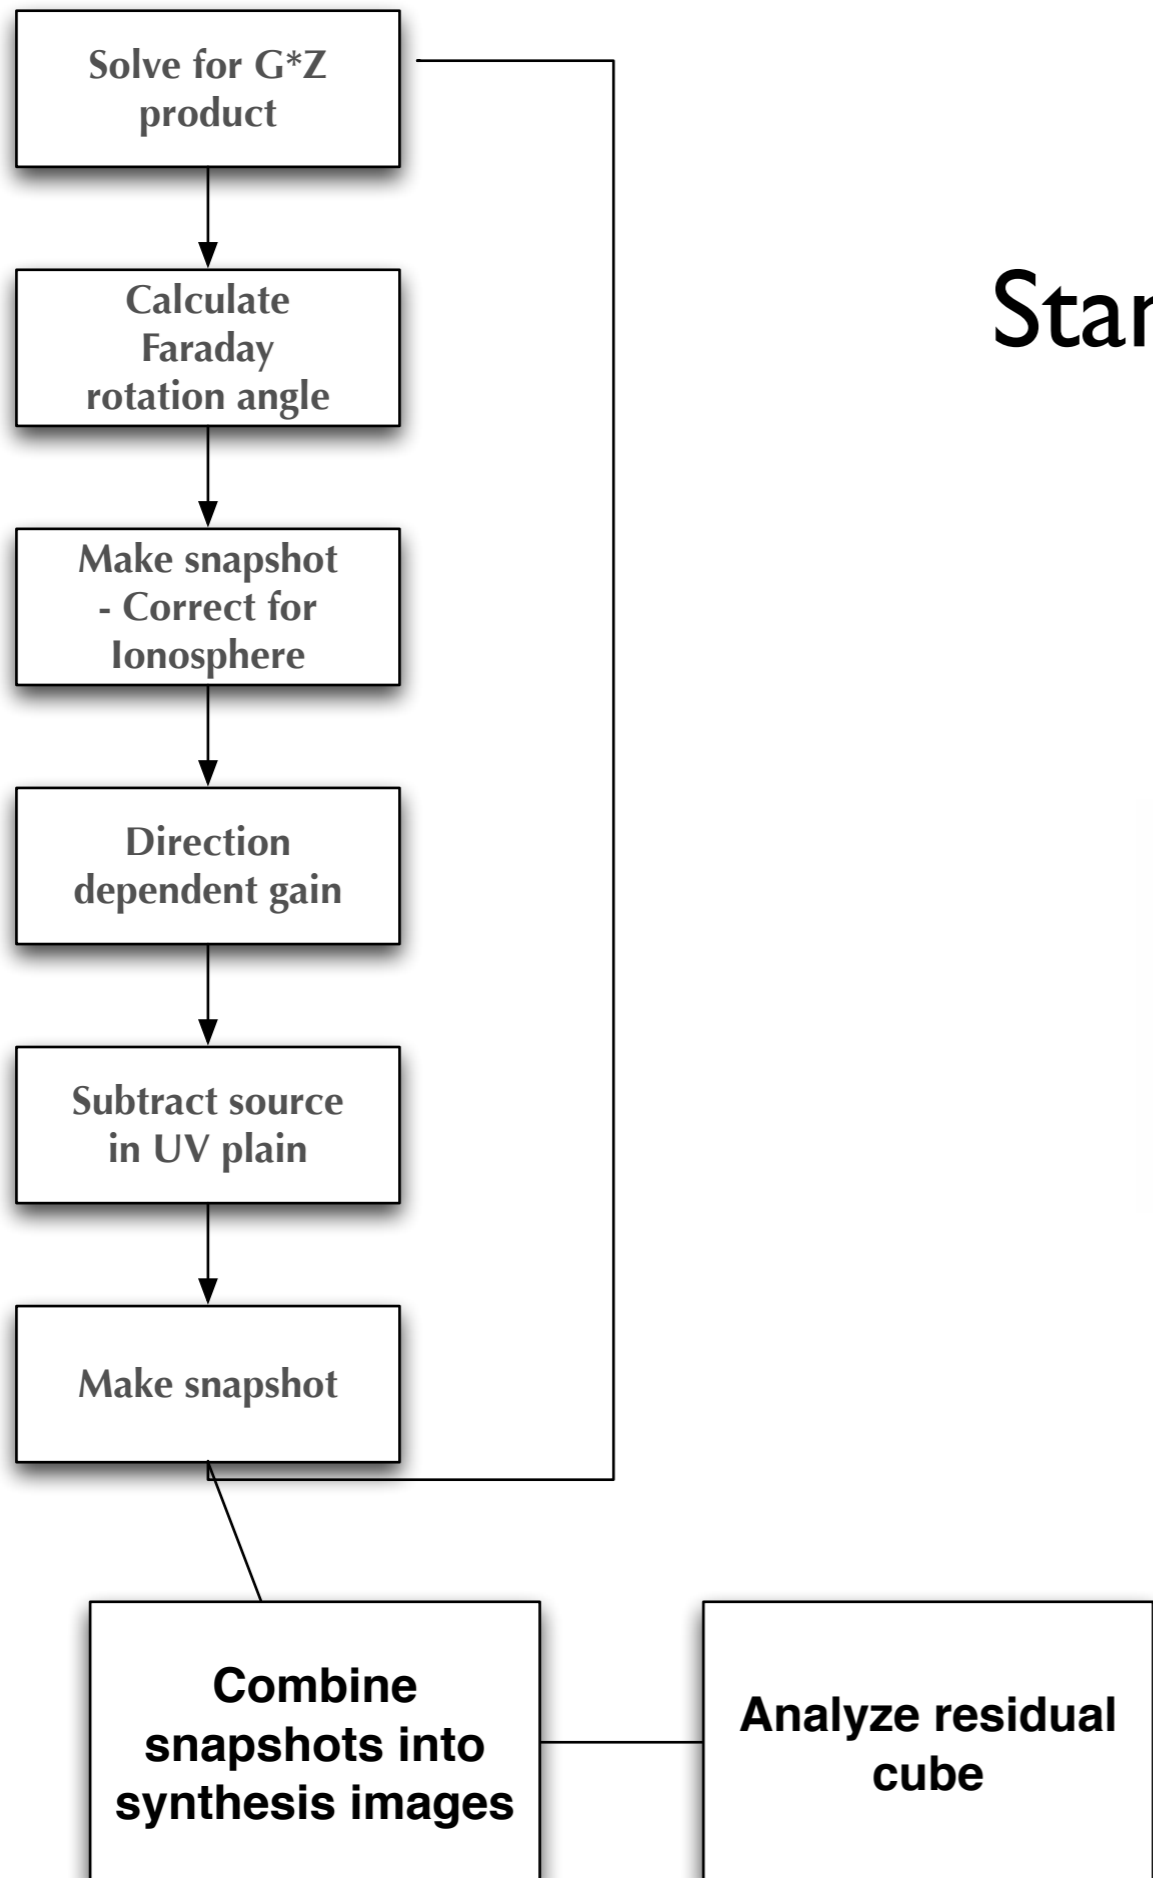 Solve for G*Z
product
Calculate
Faraday
rotation angle
Make snapshot
- Correct for
Ionosphere
Direction
dependent gain
Subtract source
in UV plain
Make snapshot
Combine
snapshots into
synthesis images
Analyze residual
cube